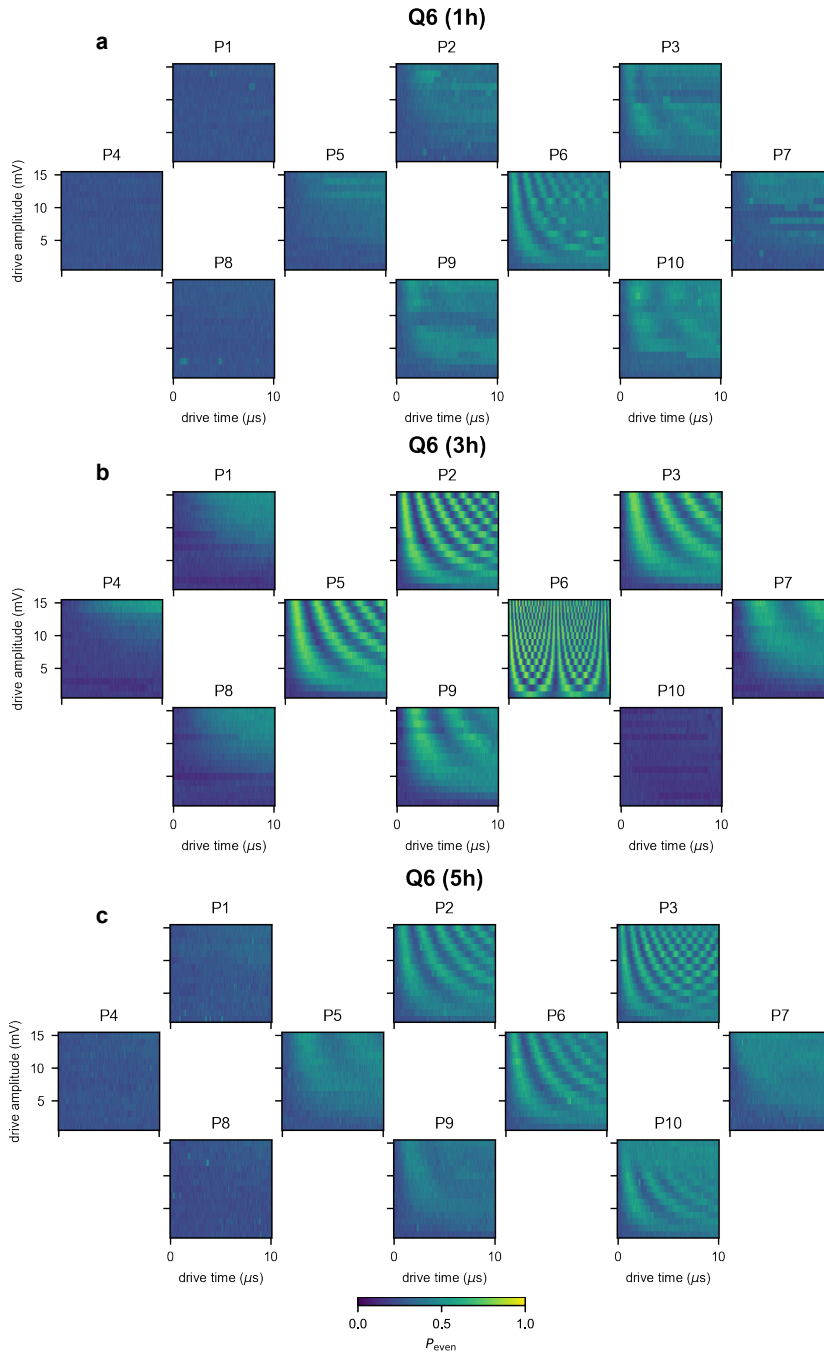 Q6 (1h)
a
P1
P2
P3
P4
P5
P6
P7
15
10
5
drive amplitude (mV)
P8
P9
P10
0
10
0
10
0
10
drive time (μs)
drive time (μs)
drive time (μs)
Q6 (3h)
b
P1
P2
P3
P4
P5
P6
P7
15
10
5
drive amplitude (mV)
P8
P9
P10
0
10
0
10
0
10
drive time (μs)
drive time (μs)
drive time (μs)
Q6 (5h)
c
P1
P2
P3
P4
P5
P6
P7
15
10
5
drive amplitude (mV)
P8
P9
P10
0
10
0
10
0
10
drive time (μs)
drive time (μs)
drive time (μs)
0.0
0.5
1.0
Peven